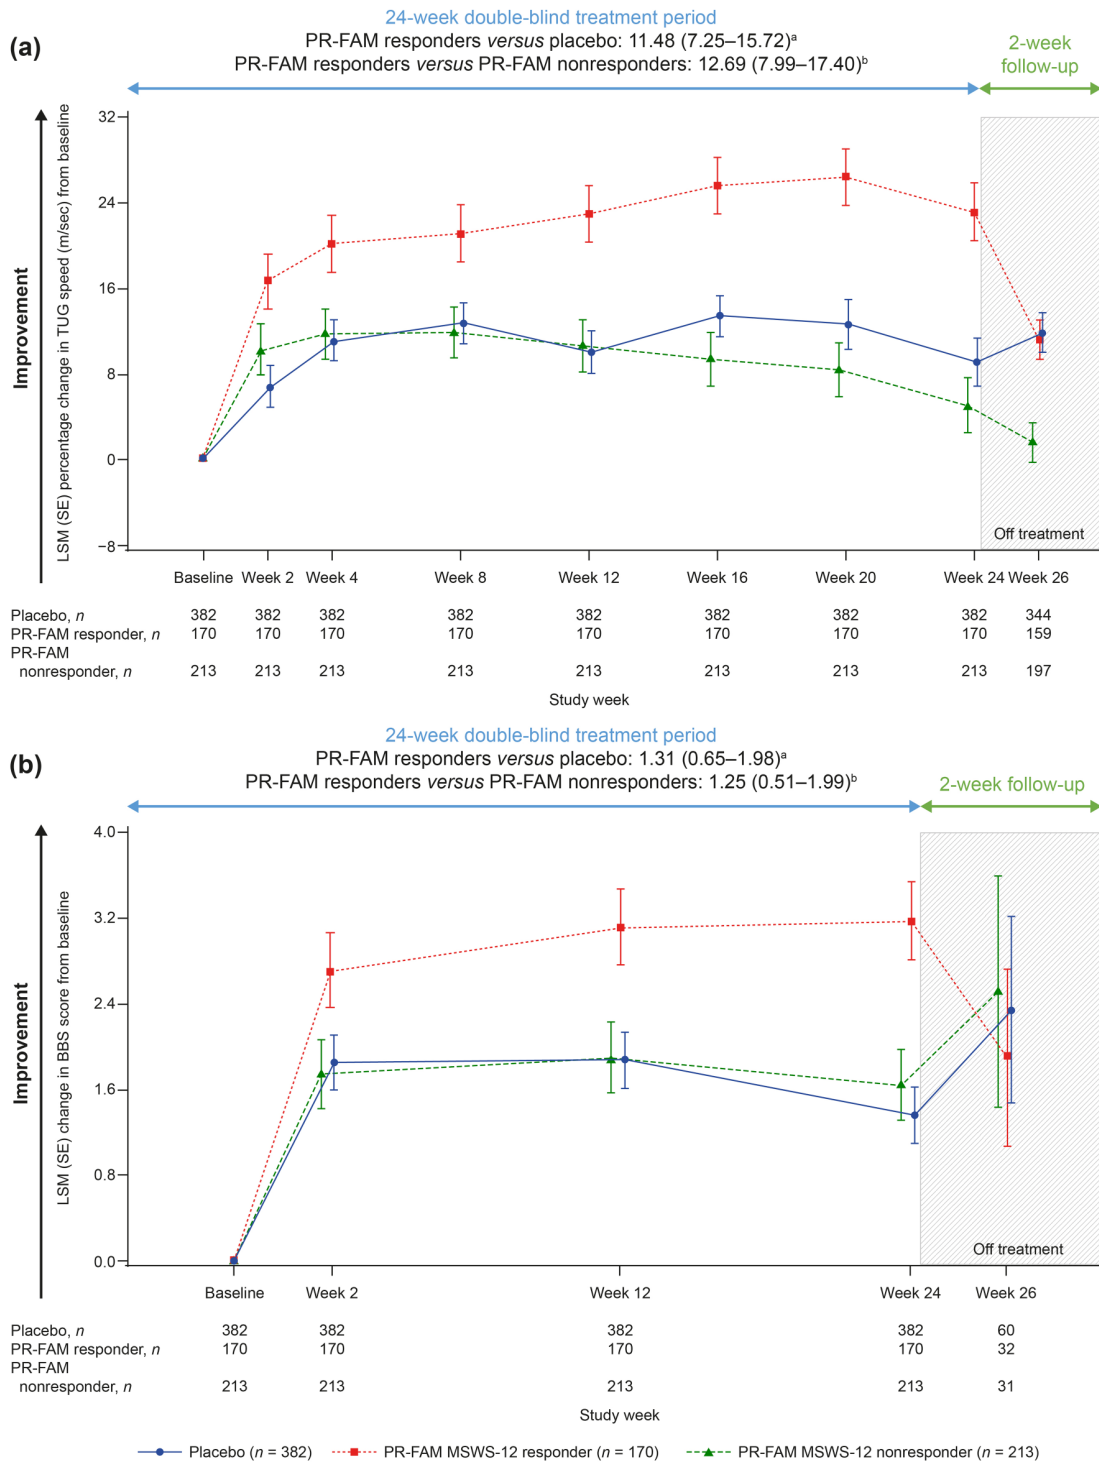 24-week double-blind treatment period
(a)
PR-FAM responders versus placebo: 11.48 (7.25–15.72)a
PR-FAM responders versus PR-FAM nonresponders: 12.69 (7.99–17.40)b
2-week
follow-up
Improvement
LSM (SE) percentage change in TUG speed (m/sec) from baseline
32
24
16
8
0
−8
Off treatment
Baseline Week 2 Week 4 Week 8 Week 12 Week 16 Week 20 Week 24 Week 26
Placebo, n 382 382 382 382 382 382 382 382 344
PR-FAM responder, n 170 170 170 170 170 170 170 170 159
PR-FAM
nonresponder, n 213 213 213 213 213 213 213 213 197
Study week
24-week double-blind treatment period
(b)
PR-FAM responders versus placebo: 1.31 (0.65–1.98)a
PR-FAM responders versus PR-FAM nonresponders: 1.25 (0.51–1.99)b
2-week follow-up
Improvement
LSM (SE) change in BBS score from baseline
4.0
3.2
2.4
1.6
0.8
0.0
Off treatment
Baseline Week 2 Week 12 Week 24 Week 26
Placebo, n 382 382 382 382 60
PR-FAM responder, n 170 170 170 170 32
PR-FAM
nonresponder, n 213 213 213 213 31
Study week
Placebo (n = 382) PR-FAM MSWS-12 responder (n = 170) PR-FAM MSWS-12 nonresponder (n = 213)